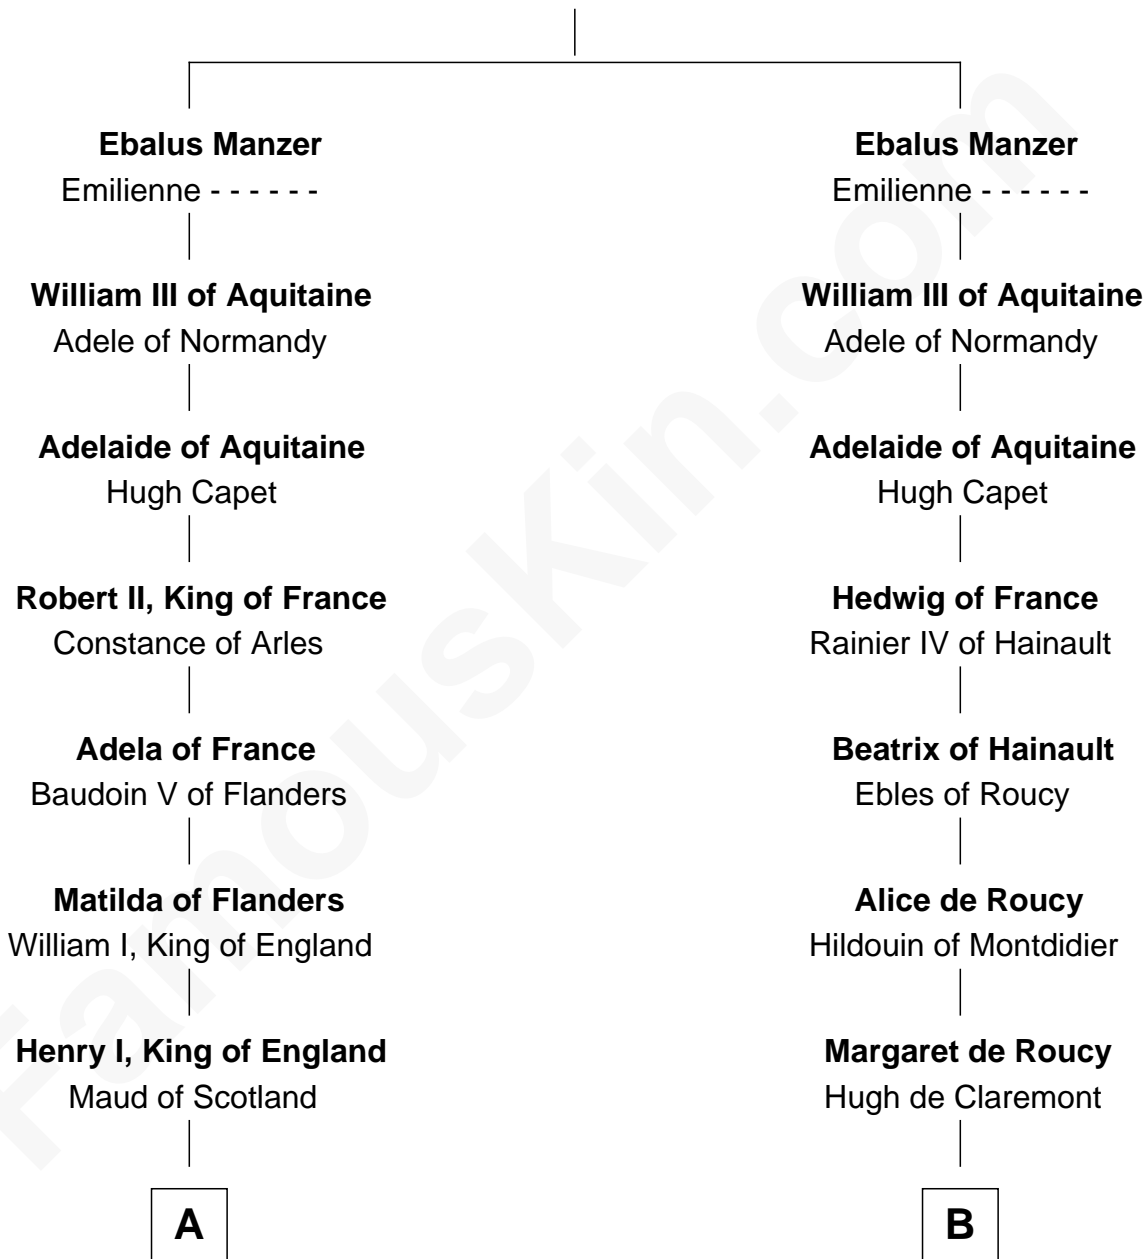 Ebalus Manzer
Emilienne - - - - - -
William III of Aquitaine
Adele of Normandy
Adelaide of Aquitaine
Hugh Capet
Robert II, King of France
Constance of Arles
Adela of France
Baudoin V of Flanders
Matilda of Flanders
William I, King of England
Henry I, King of England
Maud of Scotland
A
Ebalus Manzer
Emilienne - - - - - -
William III of Aquitaine
Adele of Normandy
Adelaide of Aquitaine
Hugh Capet
Hedwig of France
Rainier IV of Hainault
Beatrix of Hainault
Ebles of Roucy
Alice de Roucy
Hildouin of Montdidier
Margaret de Roucy
Hugh de Claremont
B
FamousKin.com